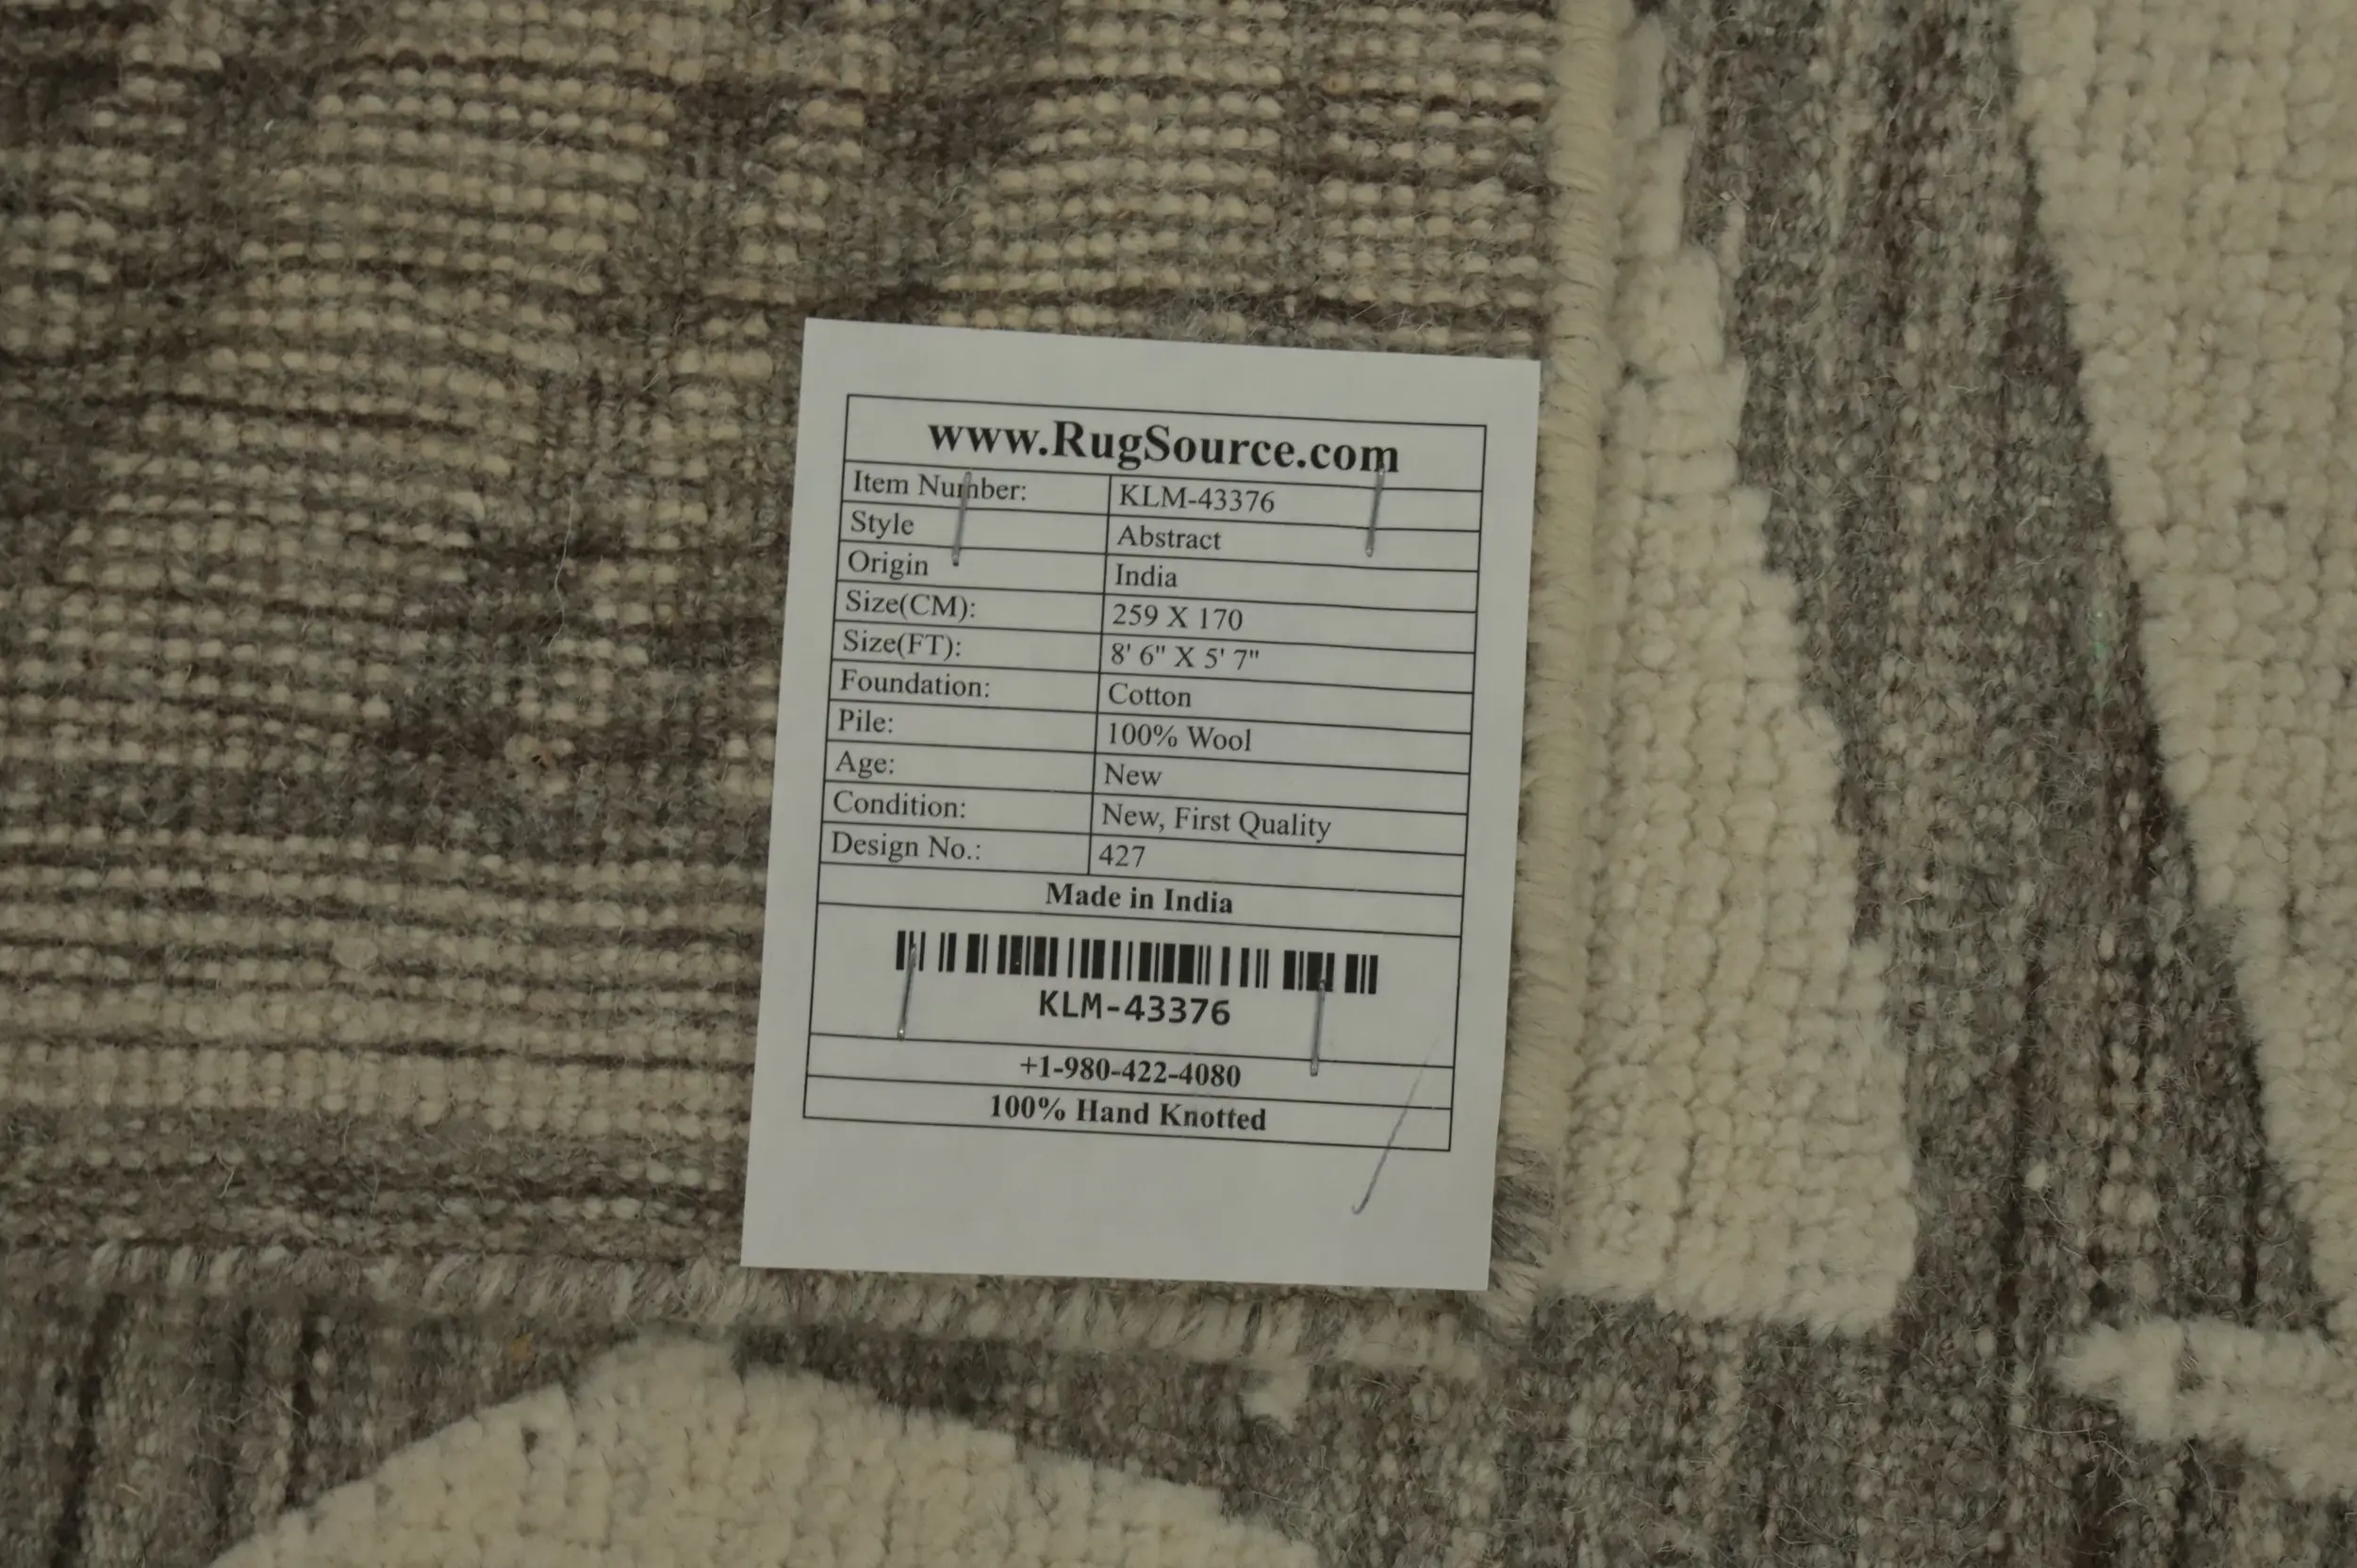 www.RugSource.com
Item Number: KLM-43376
Style Abstract
Origin India
Size(CM): 259 X 170
Size(FT): 8' 6" X 5' 7"
Foundation: Cotton
Pile: 100% Wool
Age: New
Condition: New, First Quality
Design No.: 427
Made in India
KLM-43376
+1-980-422-4080
100% Hand Knotted